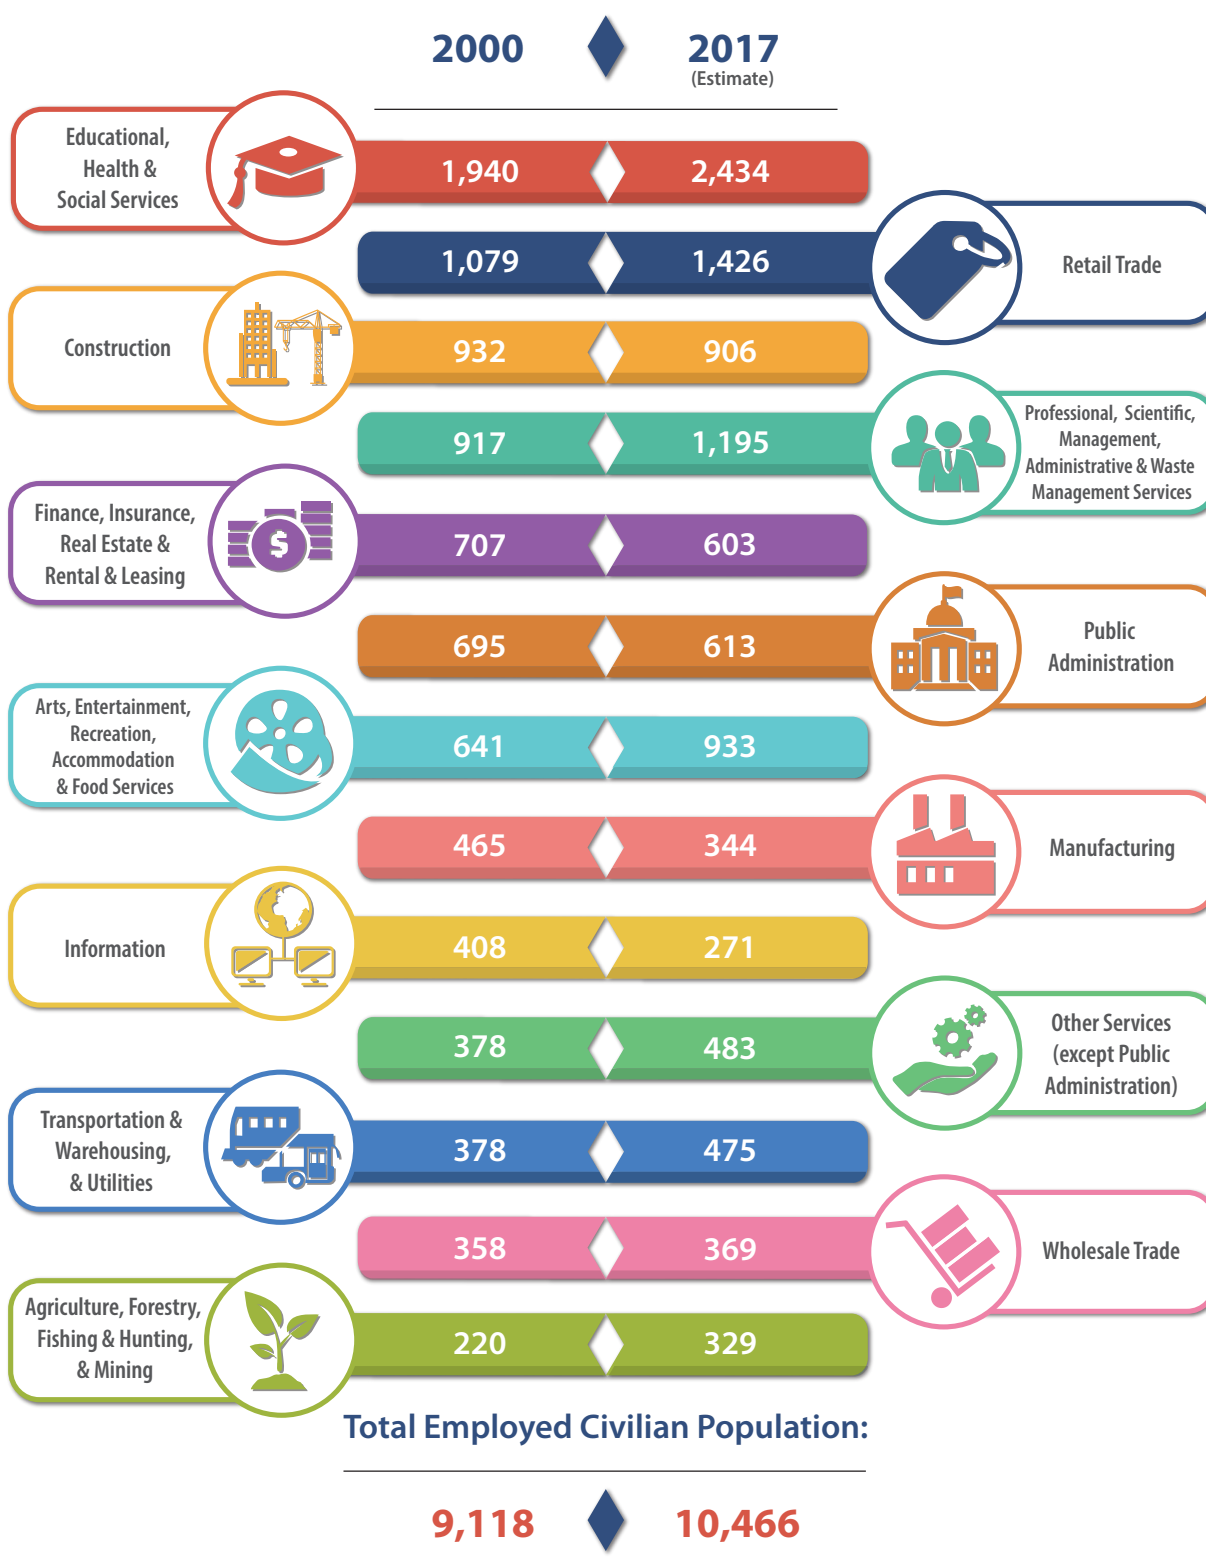 2000 2017
(Estimate)
Educational,
Health &
Social Services
1,940 2,434
1,079 1,426
Retail Trade
Construction
932 906
917 1,195
Professional, Scientific,
Management,
Administrative & Waste
Management Services
Finance, Insurance,
Real Estate &
Rental & Leasing
$
707 603
695 613
Public
Administration
Arts, Entertainment,
Recreation,
Accommodation
& Food Services
641 933
465 344
Manufacturing
Information
408 271
378 483
Other Services
(except Public
Administration)
Transportation &
Warehousing,
& Utilities
378 475
358 369
Wholesale Trade
Agriculture, Forestry,
Fishing & Hunting,
& Mining
220 329
Total Employed Civilian Population:
9,118 10,466